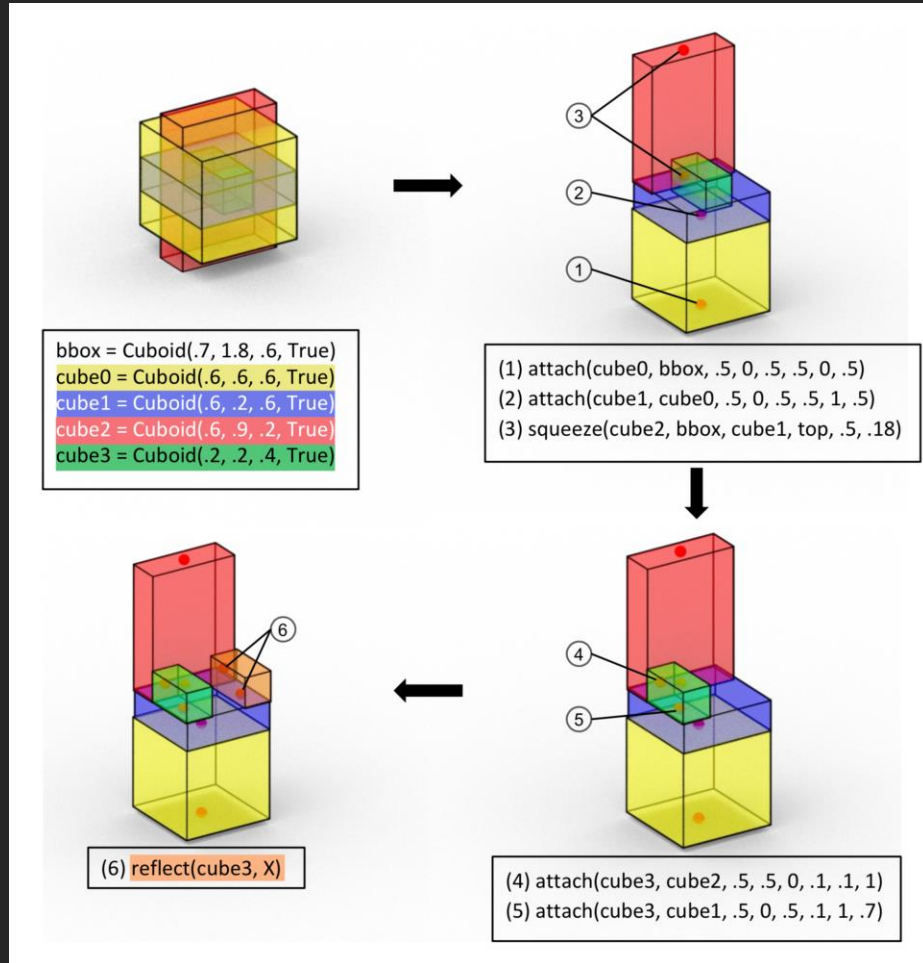 3
2
1
bbox = Cuboid(.7, 1.8, .6, True)
cube0 = Cuboid(.6, .6, .6, True)
cube1 = Cuboid(.6, .2, .6, True)
cube2 = Cuboid(.6, .9, .2, True)
cube3 = Cuboid(.2, .2, .4, True)
(1) attach(cube0, bbox, .5, 0, .5, .5, 0, .5)
(2) attach(cube1, cube0, .5, 0, .5, .5, 1, .5)
(3) squeeze(cube2, bbox, cube1, top, .5, .18)
4
5
(4) attach(cube3, cube2, .5, .5, 0, .1, .1, 1)
(5) attach(cube3, cube1, .5, 0, .5, .1, 1, .7)
6
(6) reflect(cube3, X)